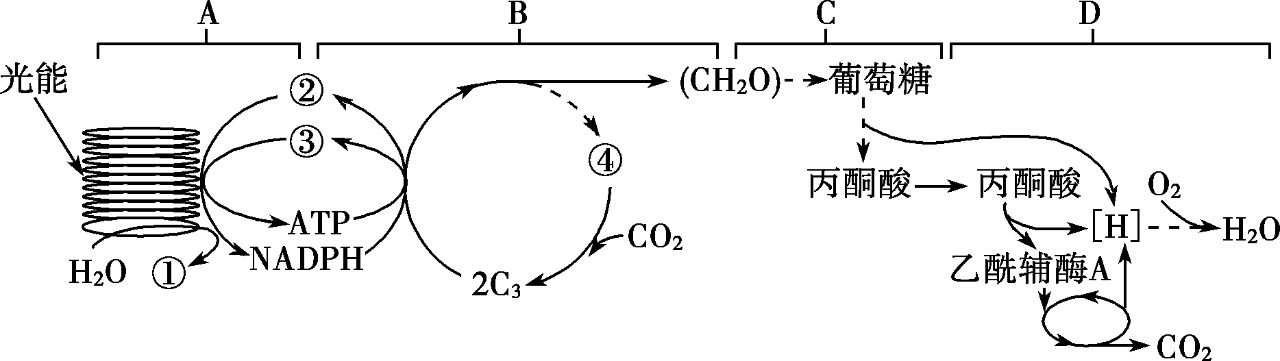 A B C D
光能 ② (CH₂O) 葡萄糖
③ ④ 丙酮酸 丙酮酸 O₂
ATP [H] H₂O
H₂O ① NADPH CO₂ 乙酰辅酶A
2C₃
CO₂